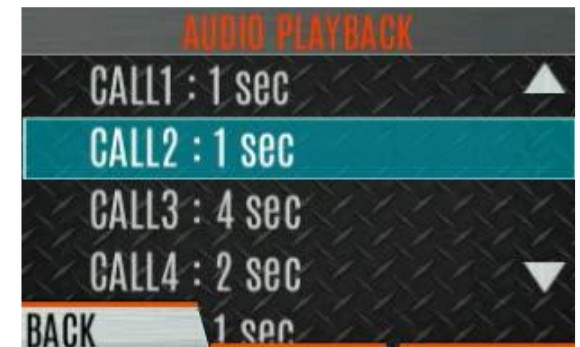 AUDIO PLAYBACK
CALL1 : 1 sec
CALL2 : 1 sec
CALL3 : 4 sec
CALL4 : 2 sec
1 sec
BACK